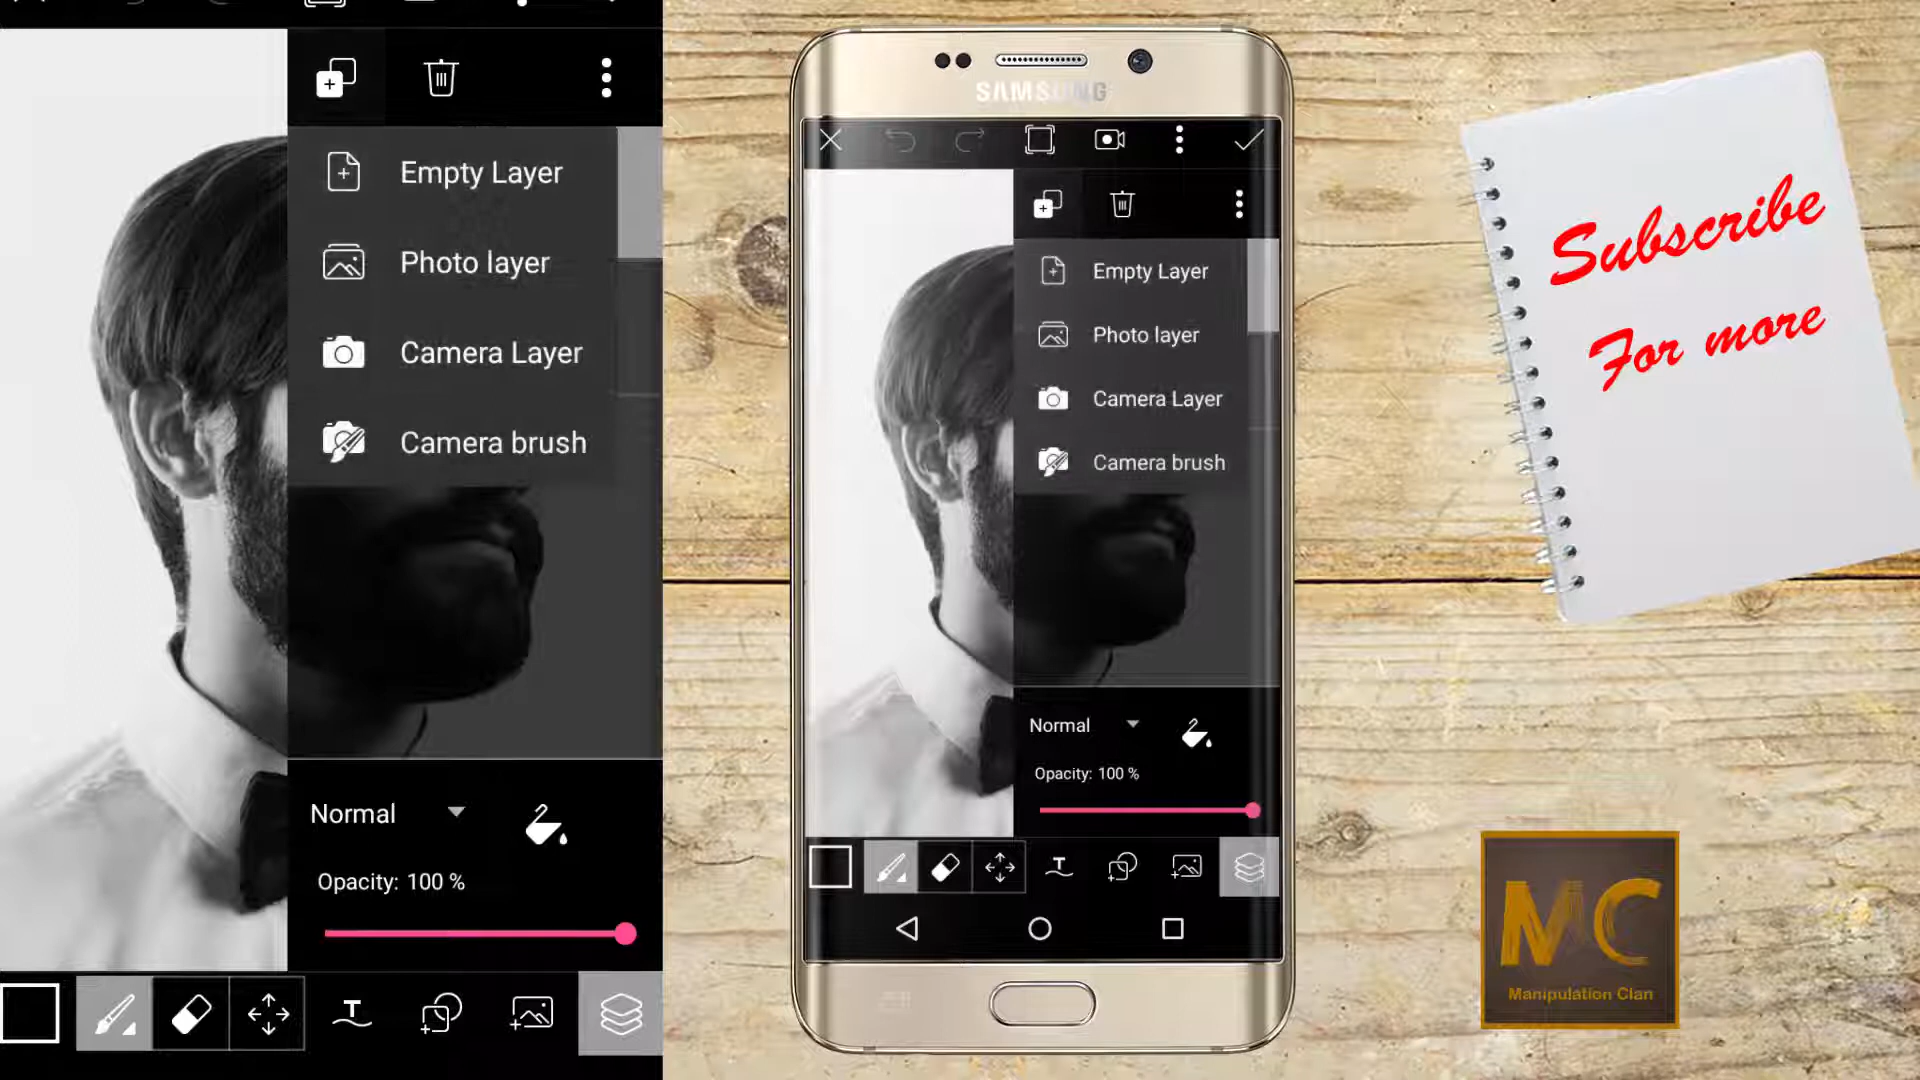 Empty Layer
Photo layer
Camera Layer
Camera brush
Normal
Opacity: 100 %
SAMSUNG
Empty Layer
Photo layer
Camera Layer
Camera brush
Normal
Opacity: 100 %
Subscribe
For more
MC
Manipulation Clan